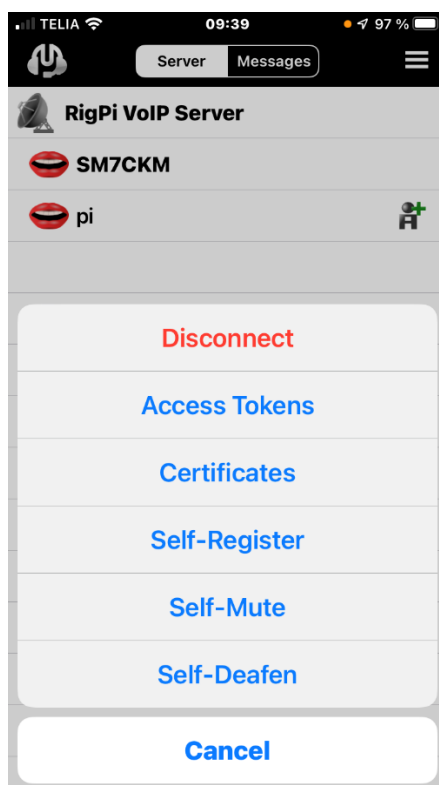 TELIA 09:39 97 %
Server Messages
RigPi VoIP Server
SM7CKM
pi
Disconnect
Access Tokens
Certificates
Self-Register
Self-Mute
Self-Deafen
Cancel